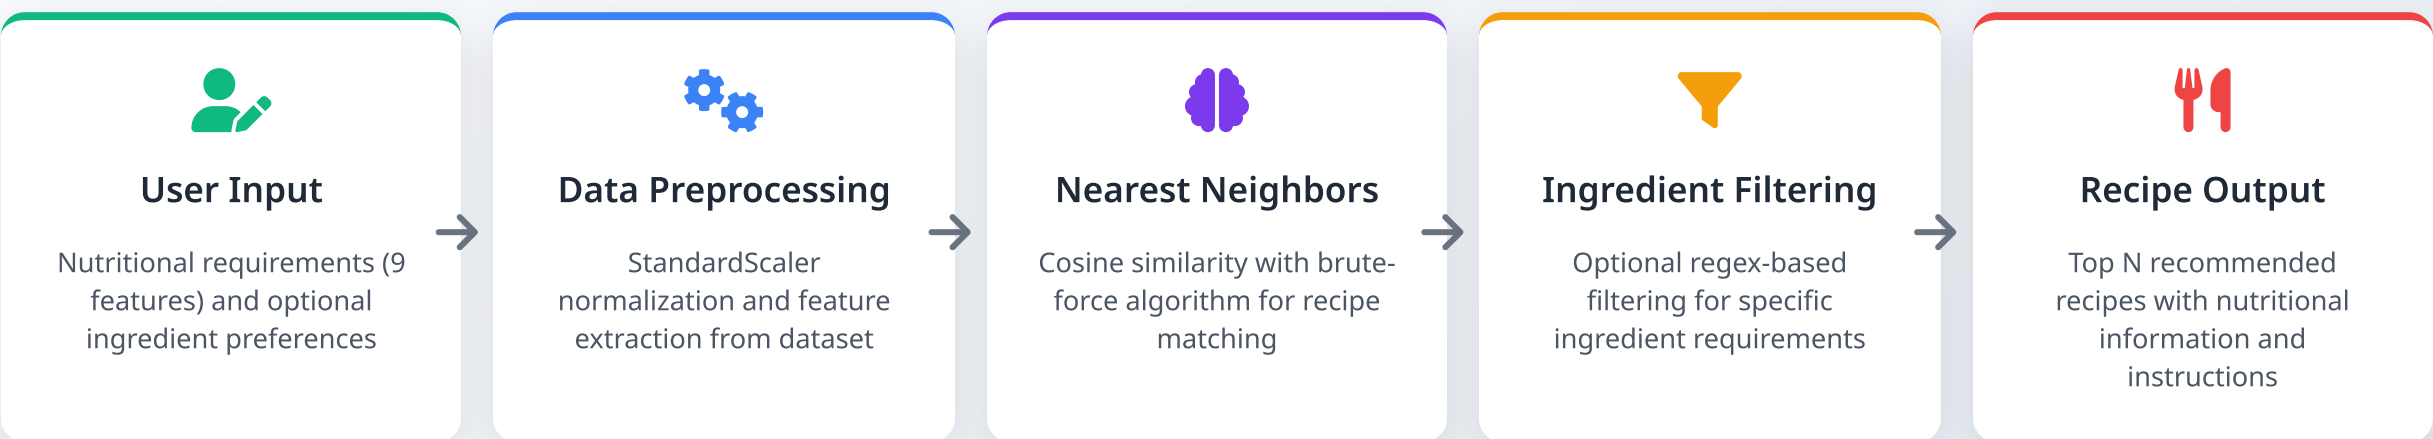 User Input
Nutritional requirements (9
features) and optional
ingredient preferences
Data Preprocessing
StandardScaler
normalization and feature
extraction from dataset
Nearest Neighbors
Cosine similarity with brute-
force algorithm for recipe
matching
Ingredient Filtering
Optional regex-based
filtering for specific
ingredient requirements
Recipe Output
Top N recommended
recipes with nutritional
information and
instructions